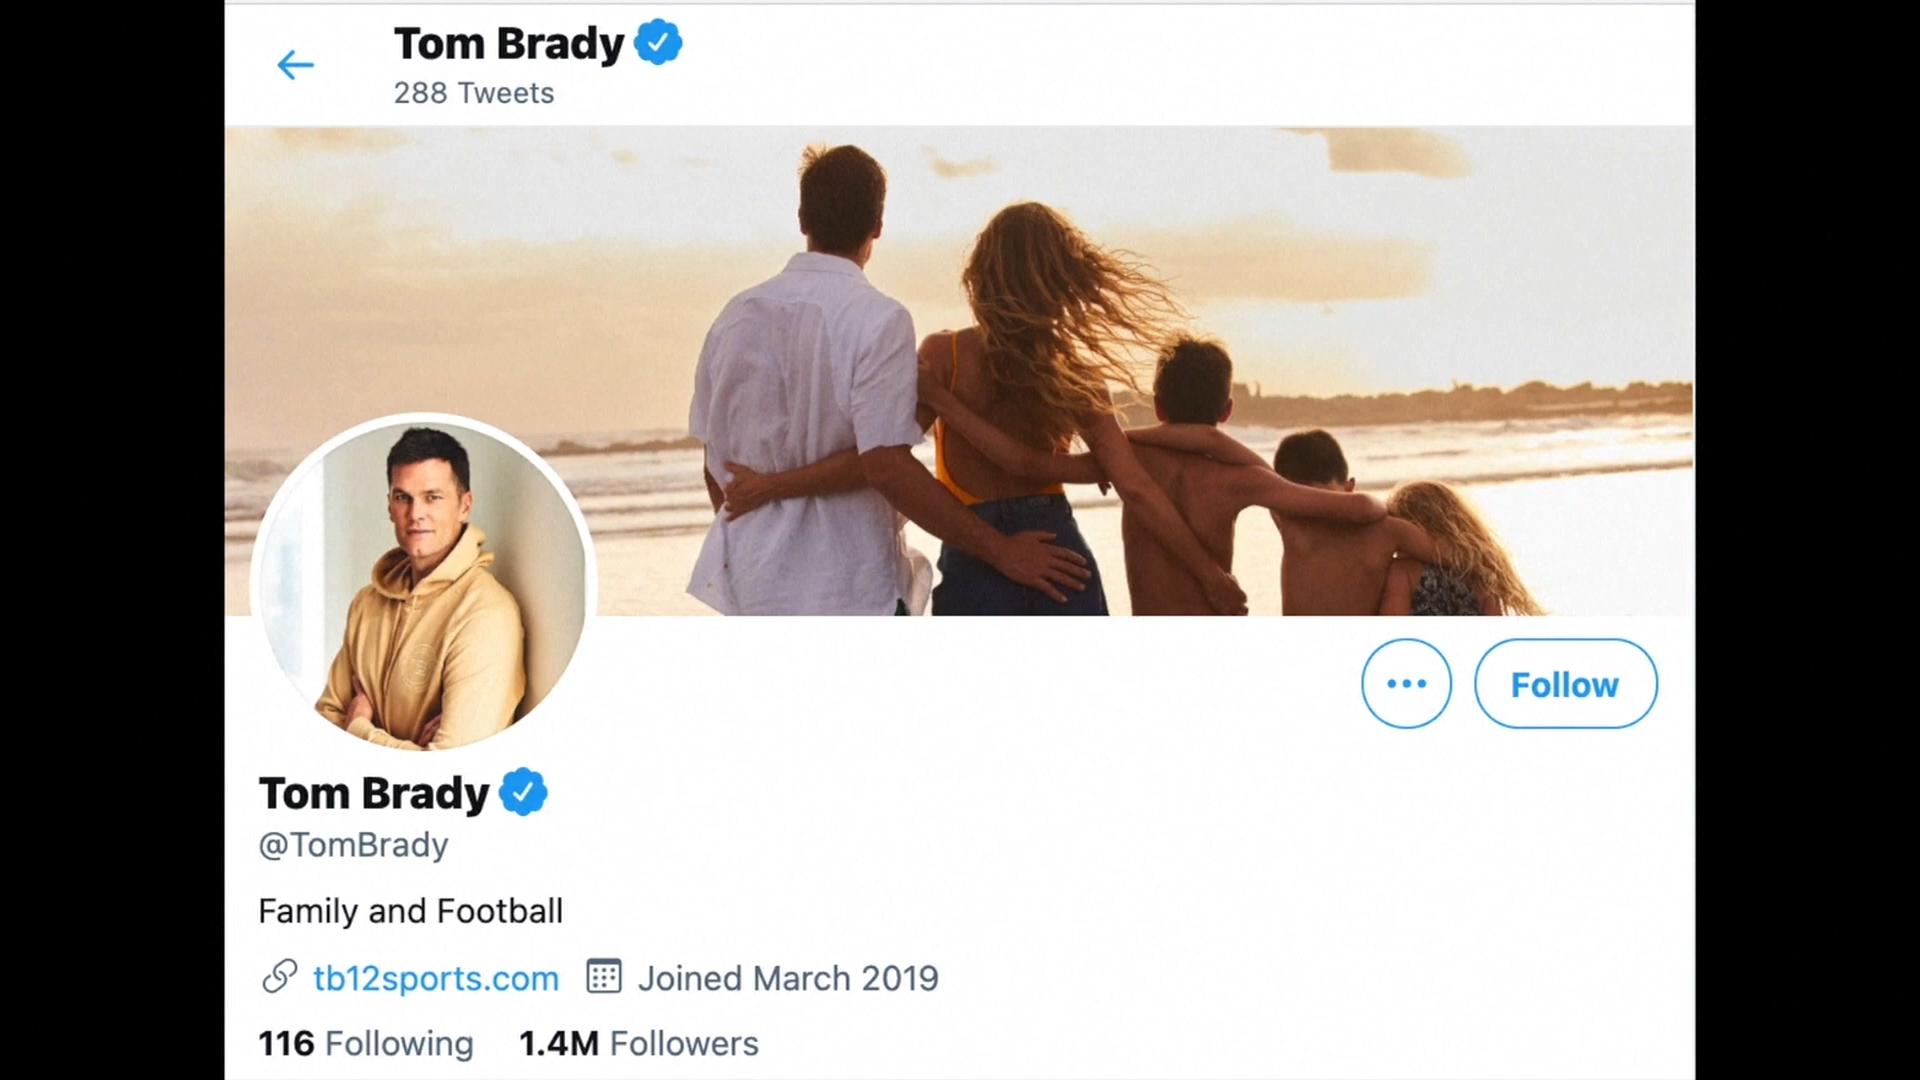 Tom Brady
288 Tweets
Follow
Tom Brady
@TomBrady
Family and Football
tb12sports.com Joined March 2019
116 Following 1.4M Followers